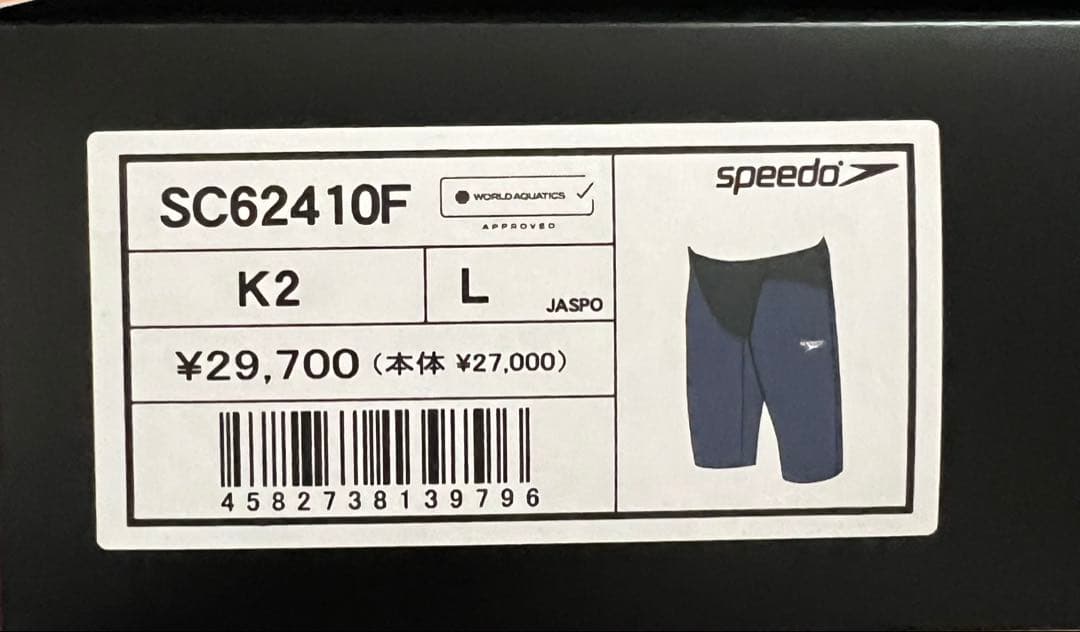 SC62410F
WORLD AQUATICS
APPROVED
speedo
K2
L
JASPO
¥29,700（本体 ¥27,000）
4582738139796